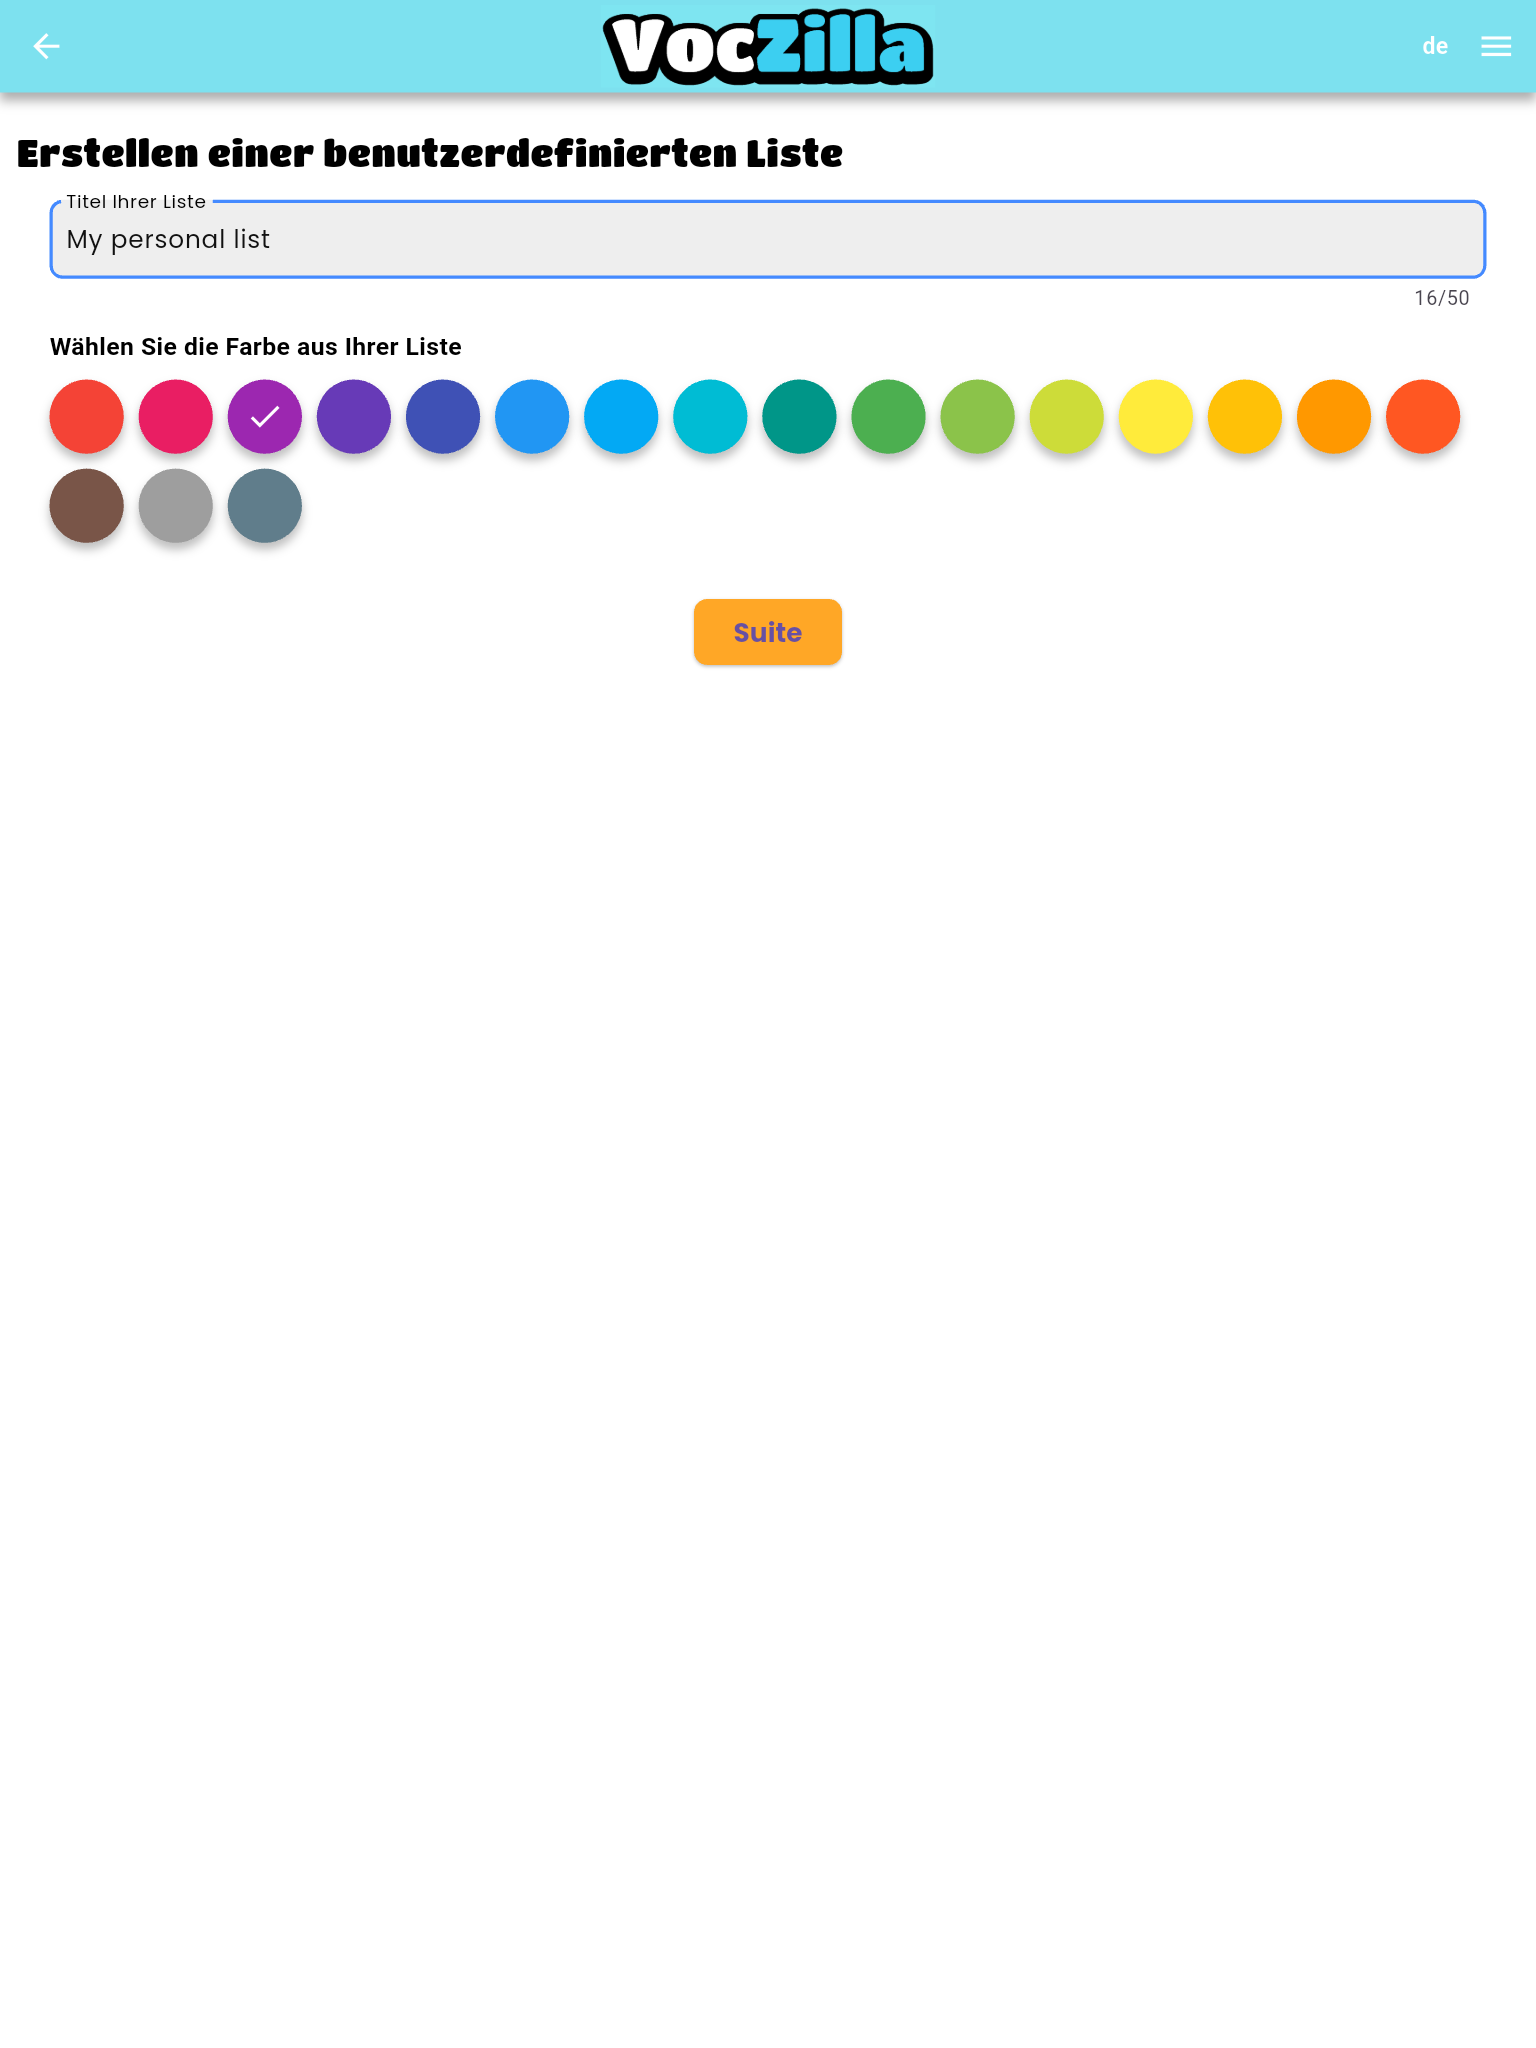 VocZilla
de
Erstellen einer benutzerdefinierten Liste
Titel Ihrer Liste
My personal list
16/50
Wählen Sie die Farbe aus Ihrer Liste
Suite